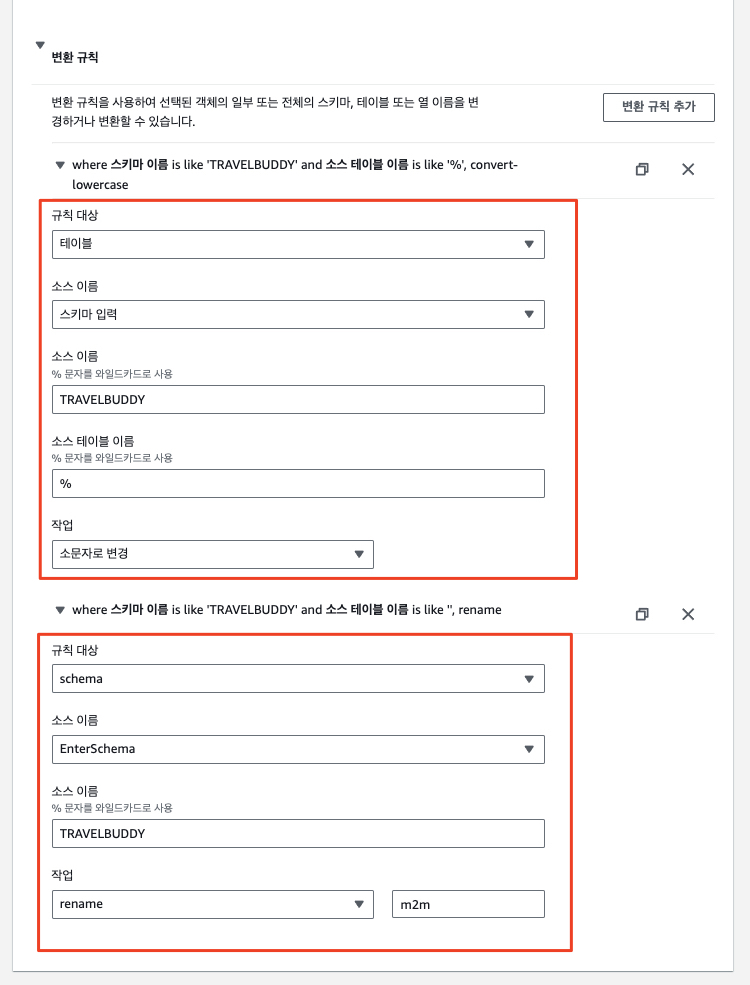 변환 규칙
변환 규칙을 사용하여 선택된 객체의 일부 또는 전체의 스키마, 테이블 또는 열 이름을 변
경하거나 변환할 수 있습니다.
변환 규칙 추가
where 스키마 이름 is like 'TRAVELBUDDY' and 소스 테이블 이름 is like '%', convert-
lowercase
규칙 대상
테이블
소스 이름
스키마 입력
소스 이름
% 문자를 와일드카드로 사용
TRAVELBUDDY
소스 테이블 이름
% 문자를 와일드카드로 사용
%
작업
소문자로 변경
where 스키마 이름 is like 'TRAVELBUDDY' and 소스 테이블 이름 is like '', rename
규칙 대상
schema
소스 이름
EnterSchema
소스 이름
% 문자를 와일드카드로 사용
TRAVELBUDDY
작업
rename
m2m